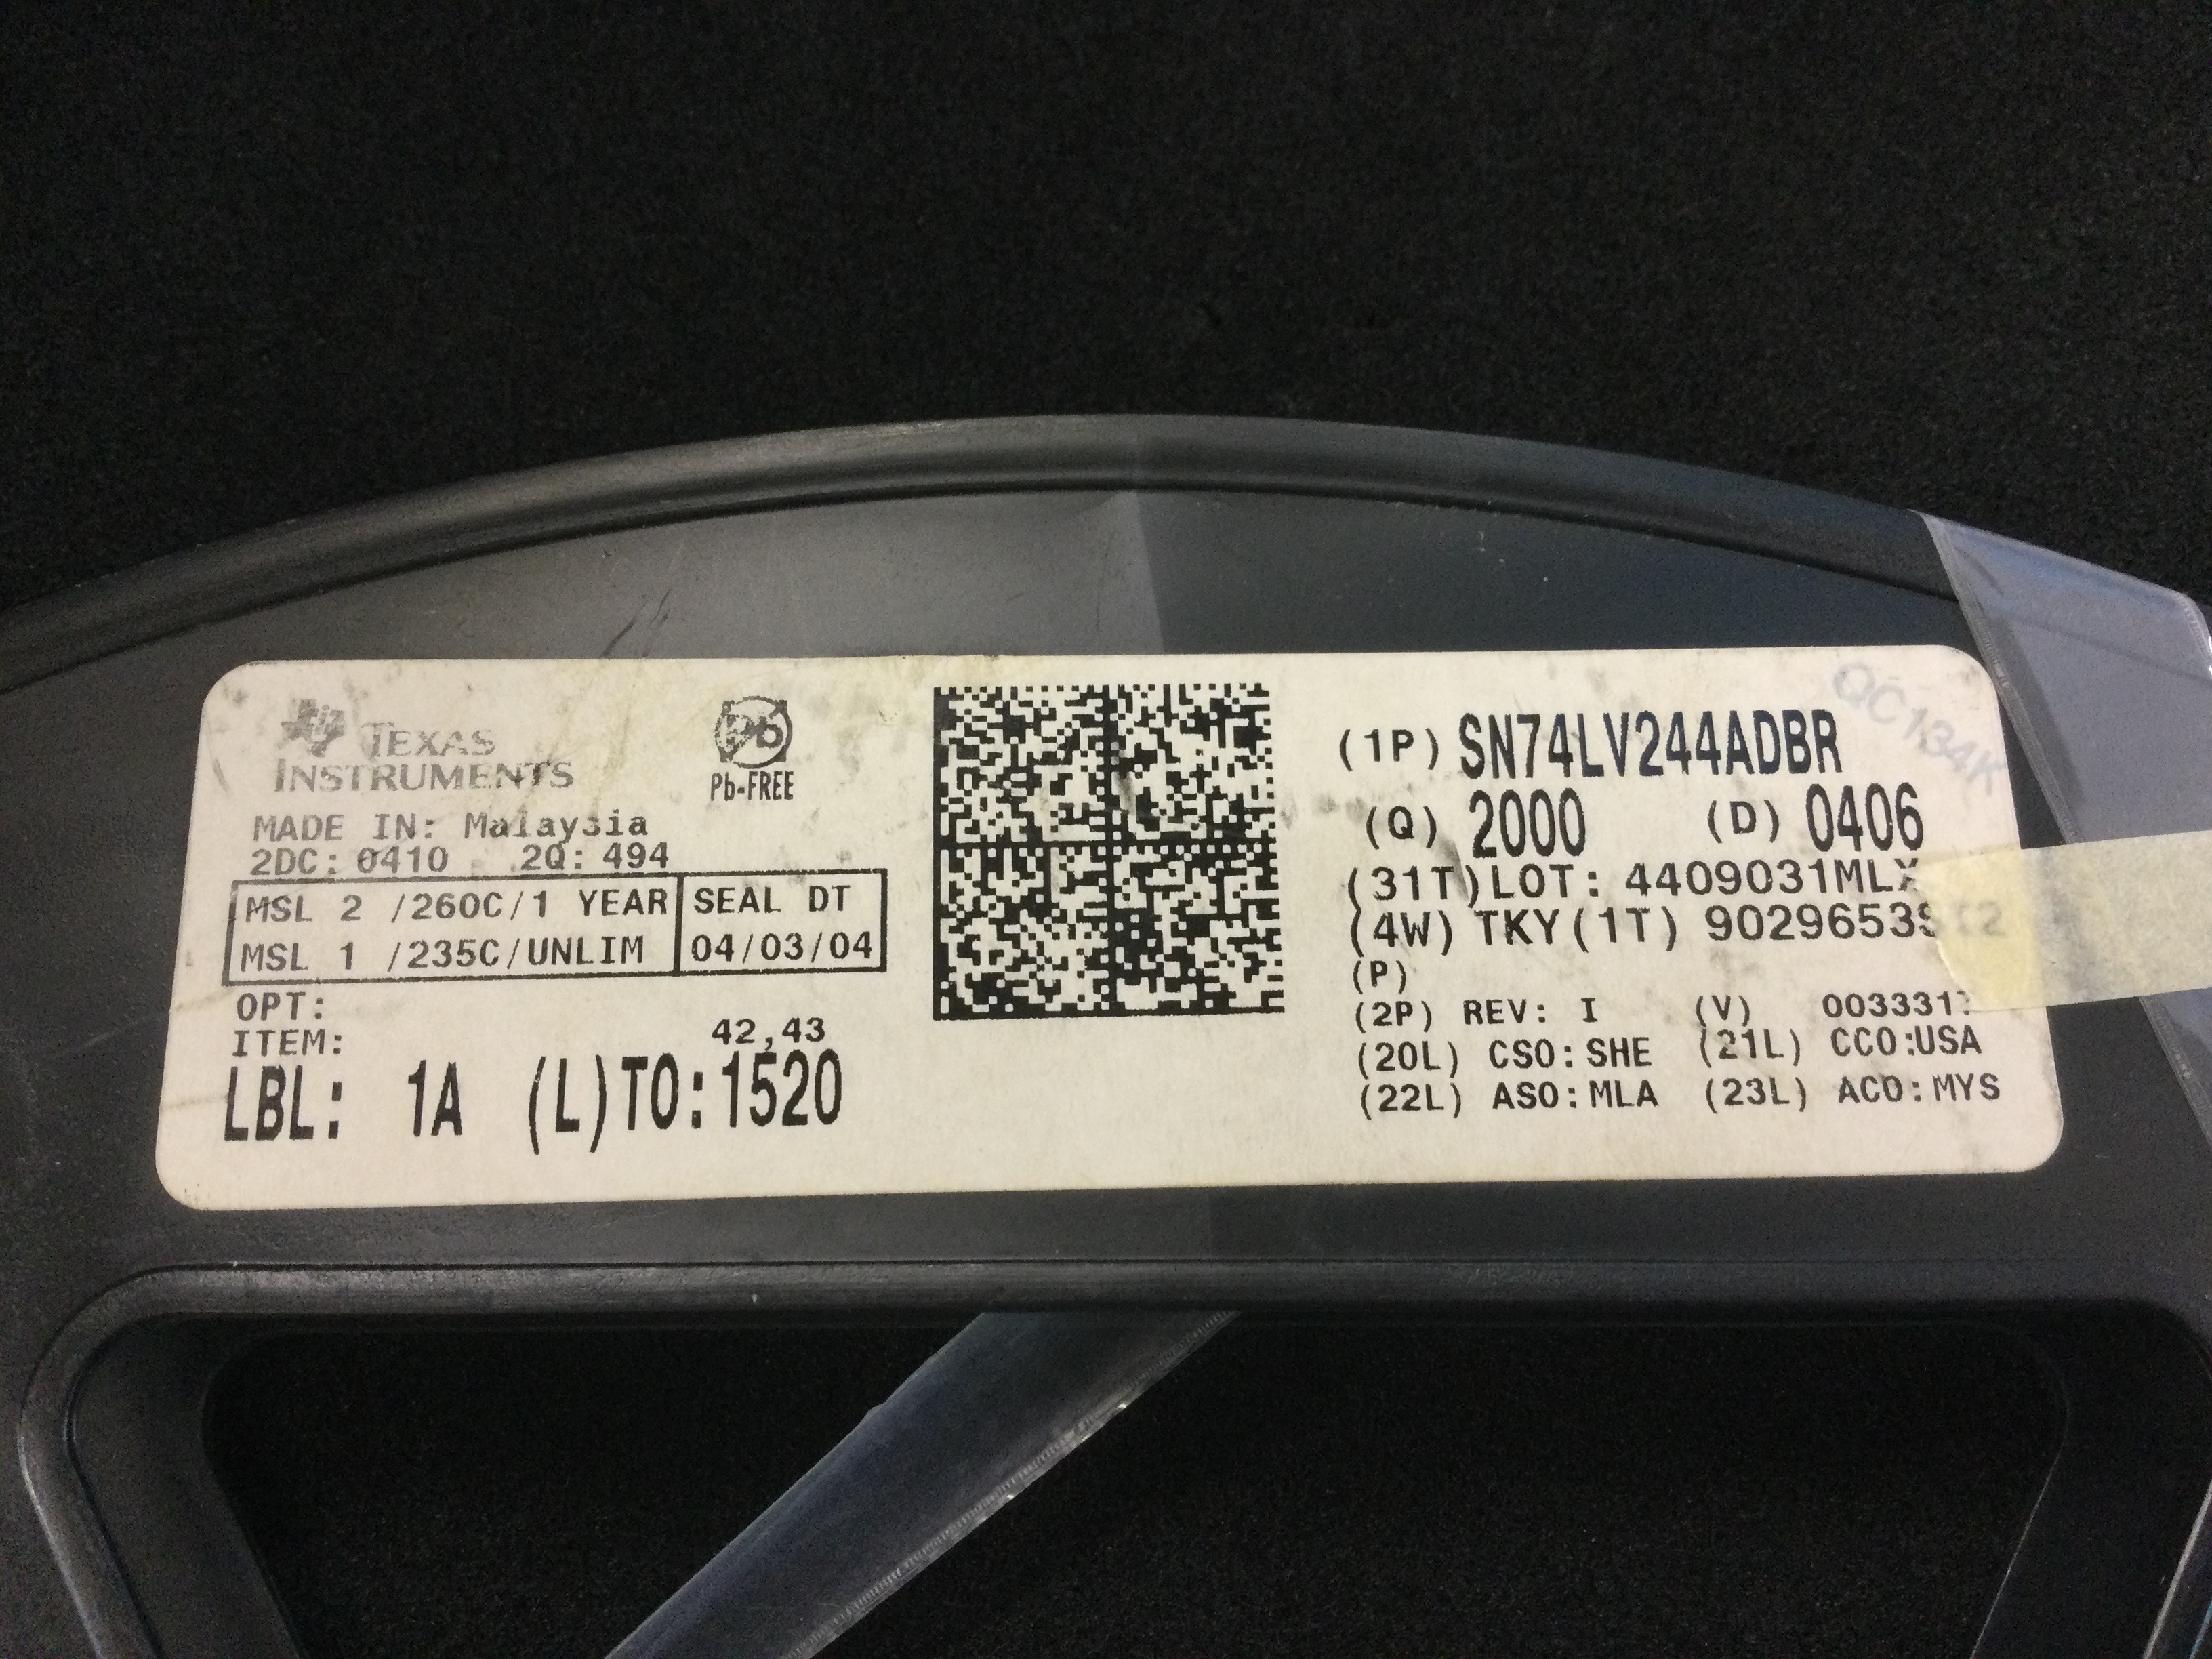 TEXAS
INSTRUMENTS
Pb
Pb-FREE
MADE IN: Malaysia
2DC: 0410 2Q: 494
MSL 2 /260C/1 YEAR
MSL 1 /235C/UNLIM
SEAL DT
04/03/04
OPT:
ITEM:
42,43
LBL: 1A (L)TO:1520
QC134K
(1P) SN74LV244ADBR
(Q) 2000 (D) 0406
(31T)LOT: 4409031MLX
(4W) TKY(1T)
(P)
(2P) REV: I (V)
(20L) CSO: SHE (21L) CCO:USA
(22L) ASO: MLA (23L) ACO: MYS